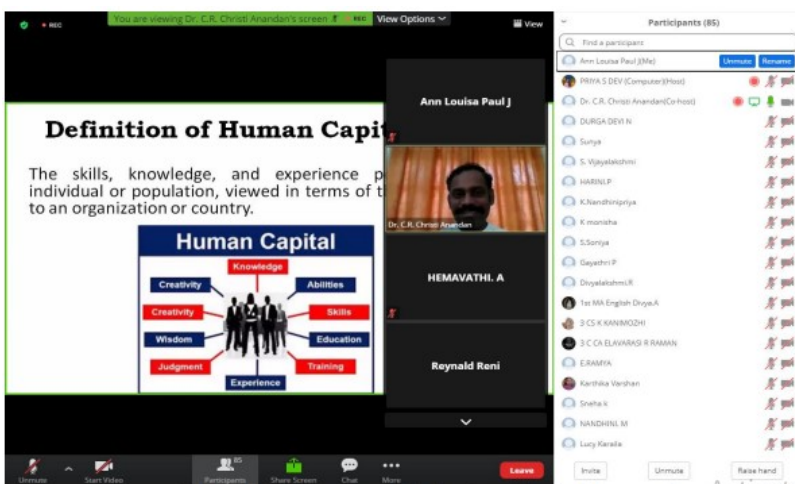 REC
You are viewing Dr. C.R. Christi Anandan's screen
REC
View Options
View
Definition of Human Capi
The skills, knowledge, and experience p
individual or population, viewed in terms of t
to an organization or country.
Human Capital
Knowledge
Creativity
Abilities
Creativity
Skills
Wisdom
Education
Judgment
Training
Experience
Ann Louisa Paul J
Dr. C.R. Christi Anandan
HEMAVATHI. A
Reynald Reni
Unmute
Start Video
85
Participants
Share Screen
Chat
More
Leave
Participants (85)
Find a participant
Ann Louisa Paul J(Me)
Unmute
Rename
PRIYA S DEV (Computer)(Host)
Dr. C.R. Christi Anandan(Co-host)
DURGA DEVI N
Surya
S. Vijayalakshmi
HARINI.P
K.Nandhinipriya
K monisha
S.Soniya
Gayathri P
Divyalakshmi.R
1st MA English Divya.A
3 CS K KANIMOZHI
3 C CA ELAVARASI R RAMAN
E.RAMYA
Karthika Varshan
Sneha.k
NANDHINI. M
Lucy Karalie
Invite
Unmute
Raise hand